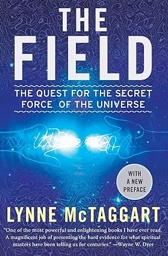 THE
FIELD
THE QUEST FOR THE SECRET
FORCE OF THE UNIVERSE
WITH A
NEW
PREFACE
LYNNE McTAGGART
"One of the most powerful and enlightening books I have ever read.
A magnificent job of presenting the hard evidence for what spiritual
masters have been telling us for centuries." —Wayne W. Dyer